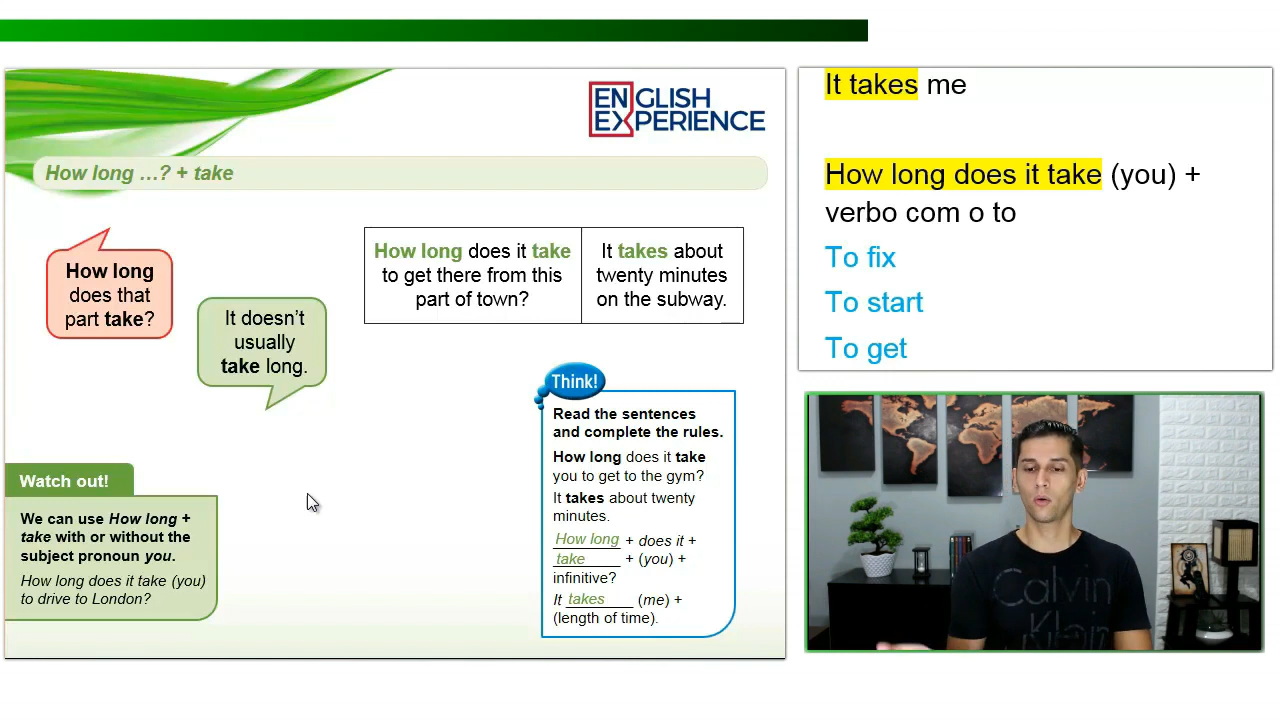 ENGLISH
EXPERIENCE
How long ...? + take
How long
does that
part take?
It doesn't
usually
take long.
How long does it take
to get there from this
part of town?
It takes about
twenty minutes
on the subway.
Think!
Read the sentences
and complete the rules.
How long does it take
you to get to the gym?
It takes about twenty
minutes.
How long + does it +
take + (you) +
infinitive?
It takes (me) +
(length of time).
Watch out!
We can use How long +
take with or without the
subject pronoun you.
How long does it take (you)
to drive to London?
It takes me
How long does it take (you) +
verbo com o to
To fix
To start
To get
Calvin
Klein